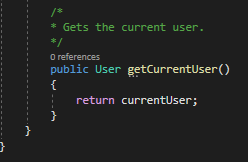 /*
* Gets the current user.
*/
0 references
public User getCurrentUser()
{
return currentUser;
}
}
}